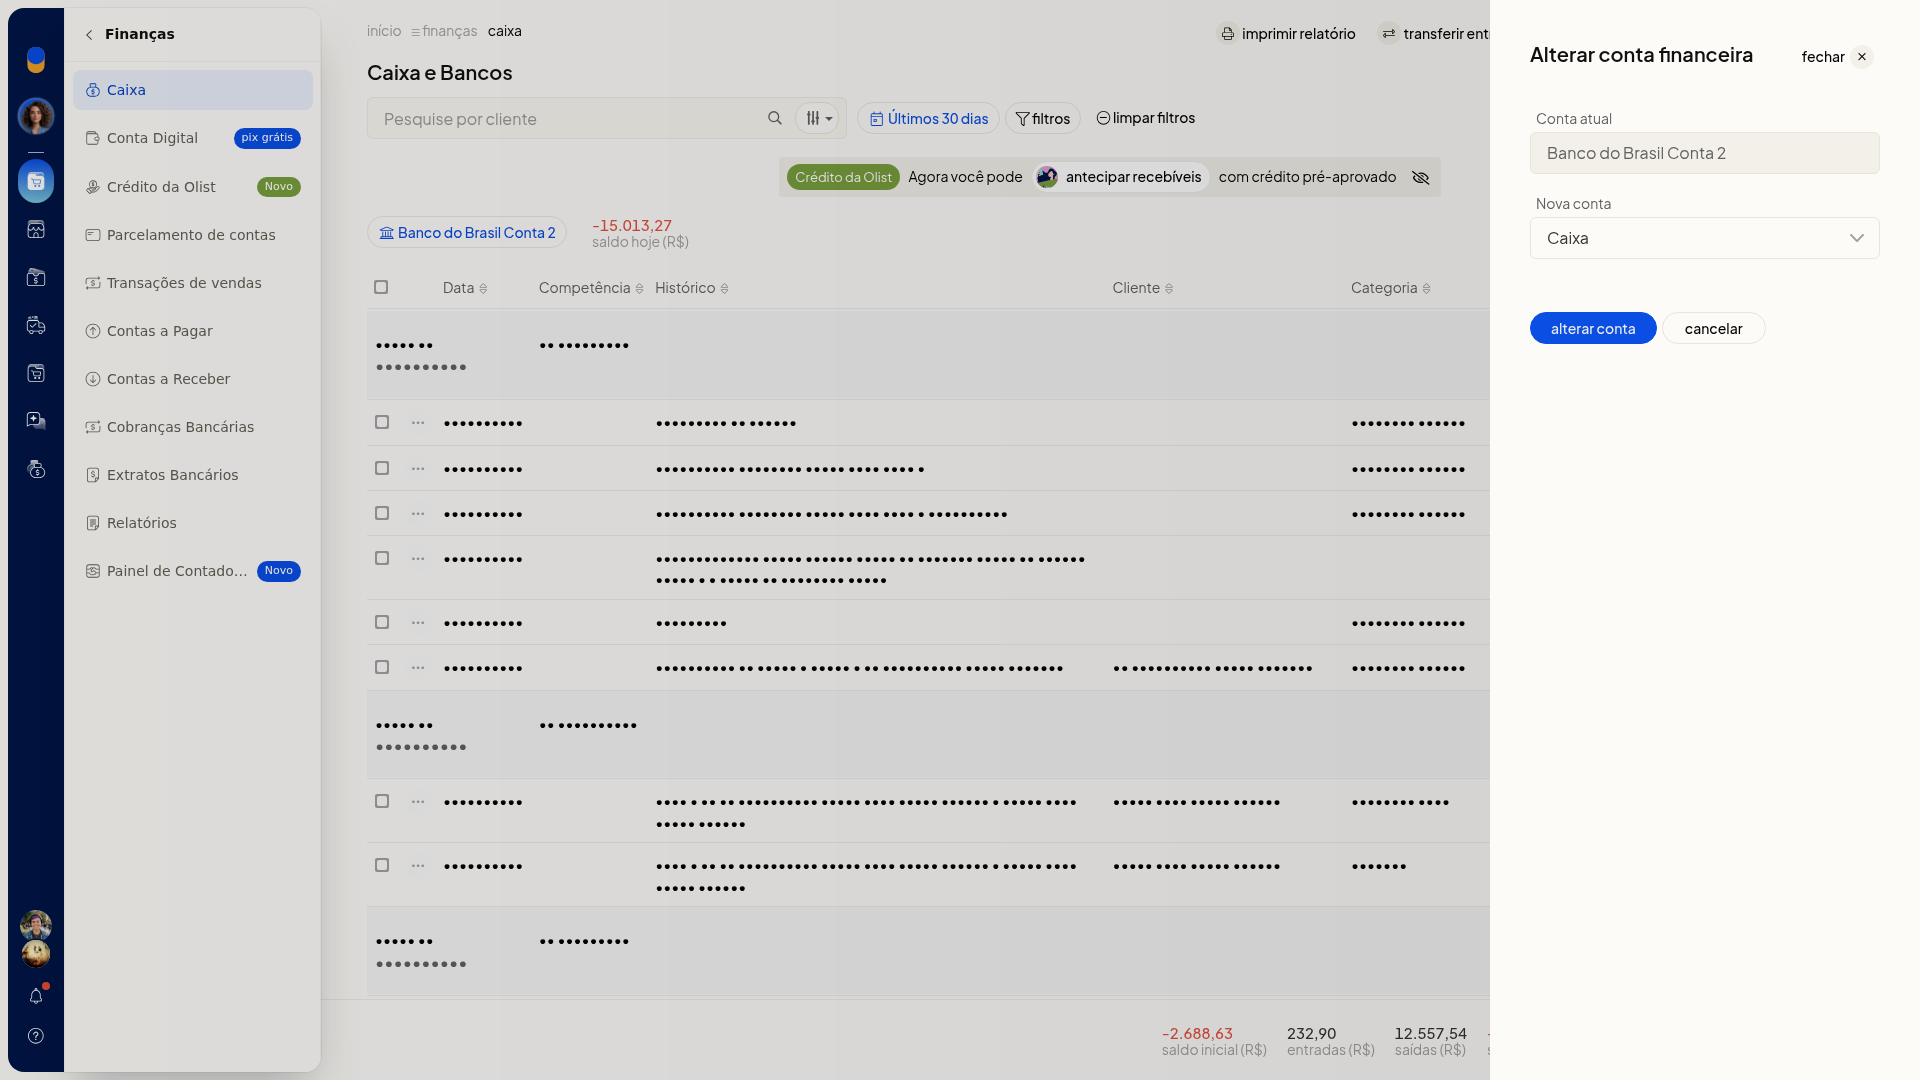 Finanças
Caixa
Conta Digital
pix grátis
Crédito da Olist
Novo
Parcelamento de contas
Transações de vendas
Contas a Pagar
Contas a Receber
Cobranças Bancárias
Extratos Bancários
Relatórios
Painel de Contado...
Novo
início finanças caixa
imprimir relatório
transferir ent
Caixa e Bancos
Pesquise por cliente
Últimos 30 dias
filtros
limpar filtros
Crédito da Olist Agora você pode antecipar recebíveis com crédito pré-aprovado
Banco do Brasil Conta 2
-15.013,27
saldo hoje (R$)
Data Competência Histórico Cliente Categoria
-2.688,63
saldo inicial (R$)
232,90
entradas (R$)
12.557,54
saídas (R$)
Alterar conta financeira
fechar
Conta atual
Banco do Brasil Conta 2
Nova conta
Caixa
alterar conta
cancelar